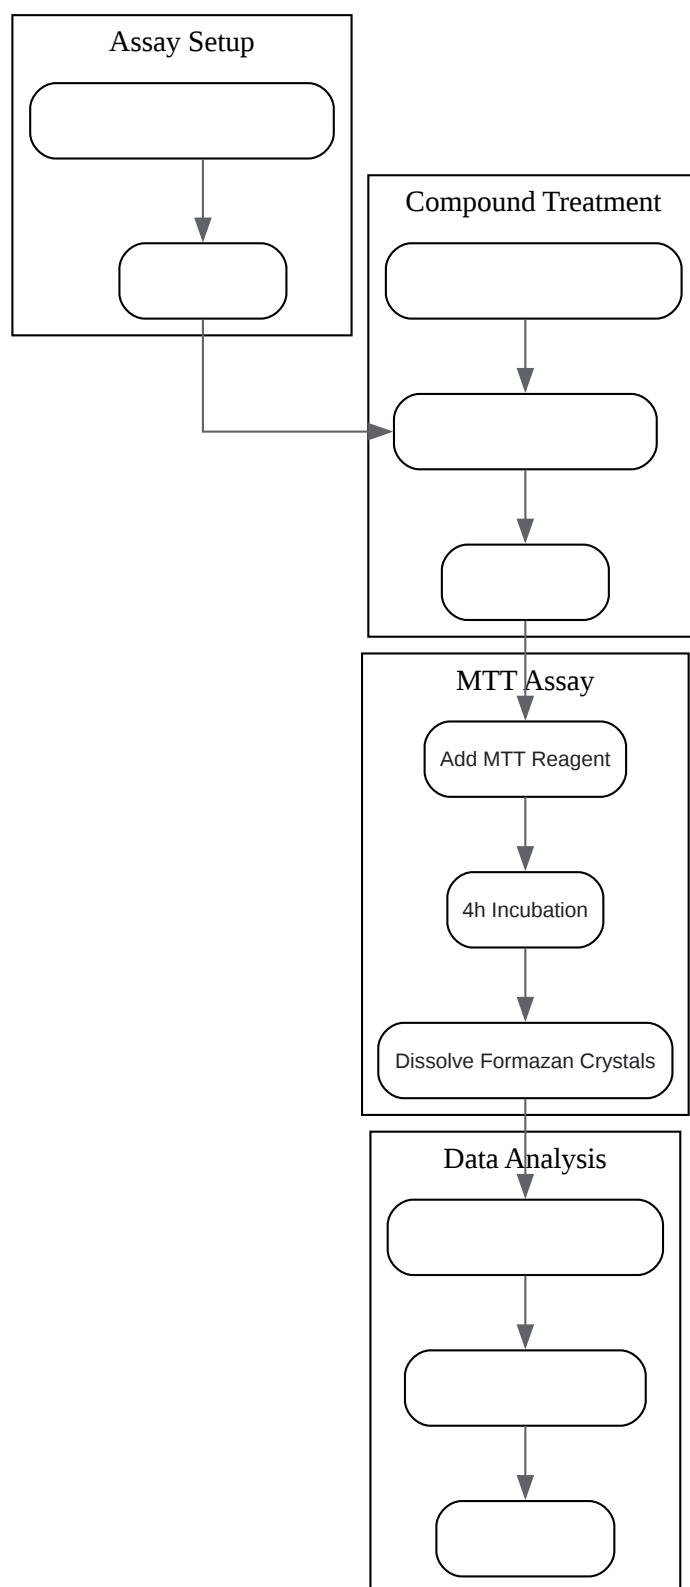 Assay Setup
Compound Treatment
MTT Assay
Add MTT Reagent
4h Incubation
Dissolve Formazan Crystals
Data Analysis